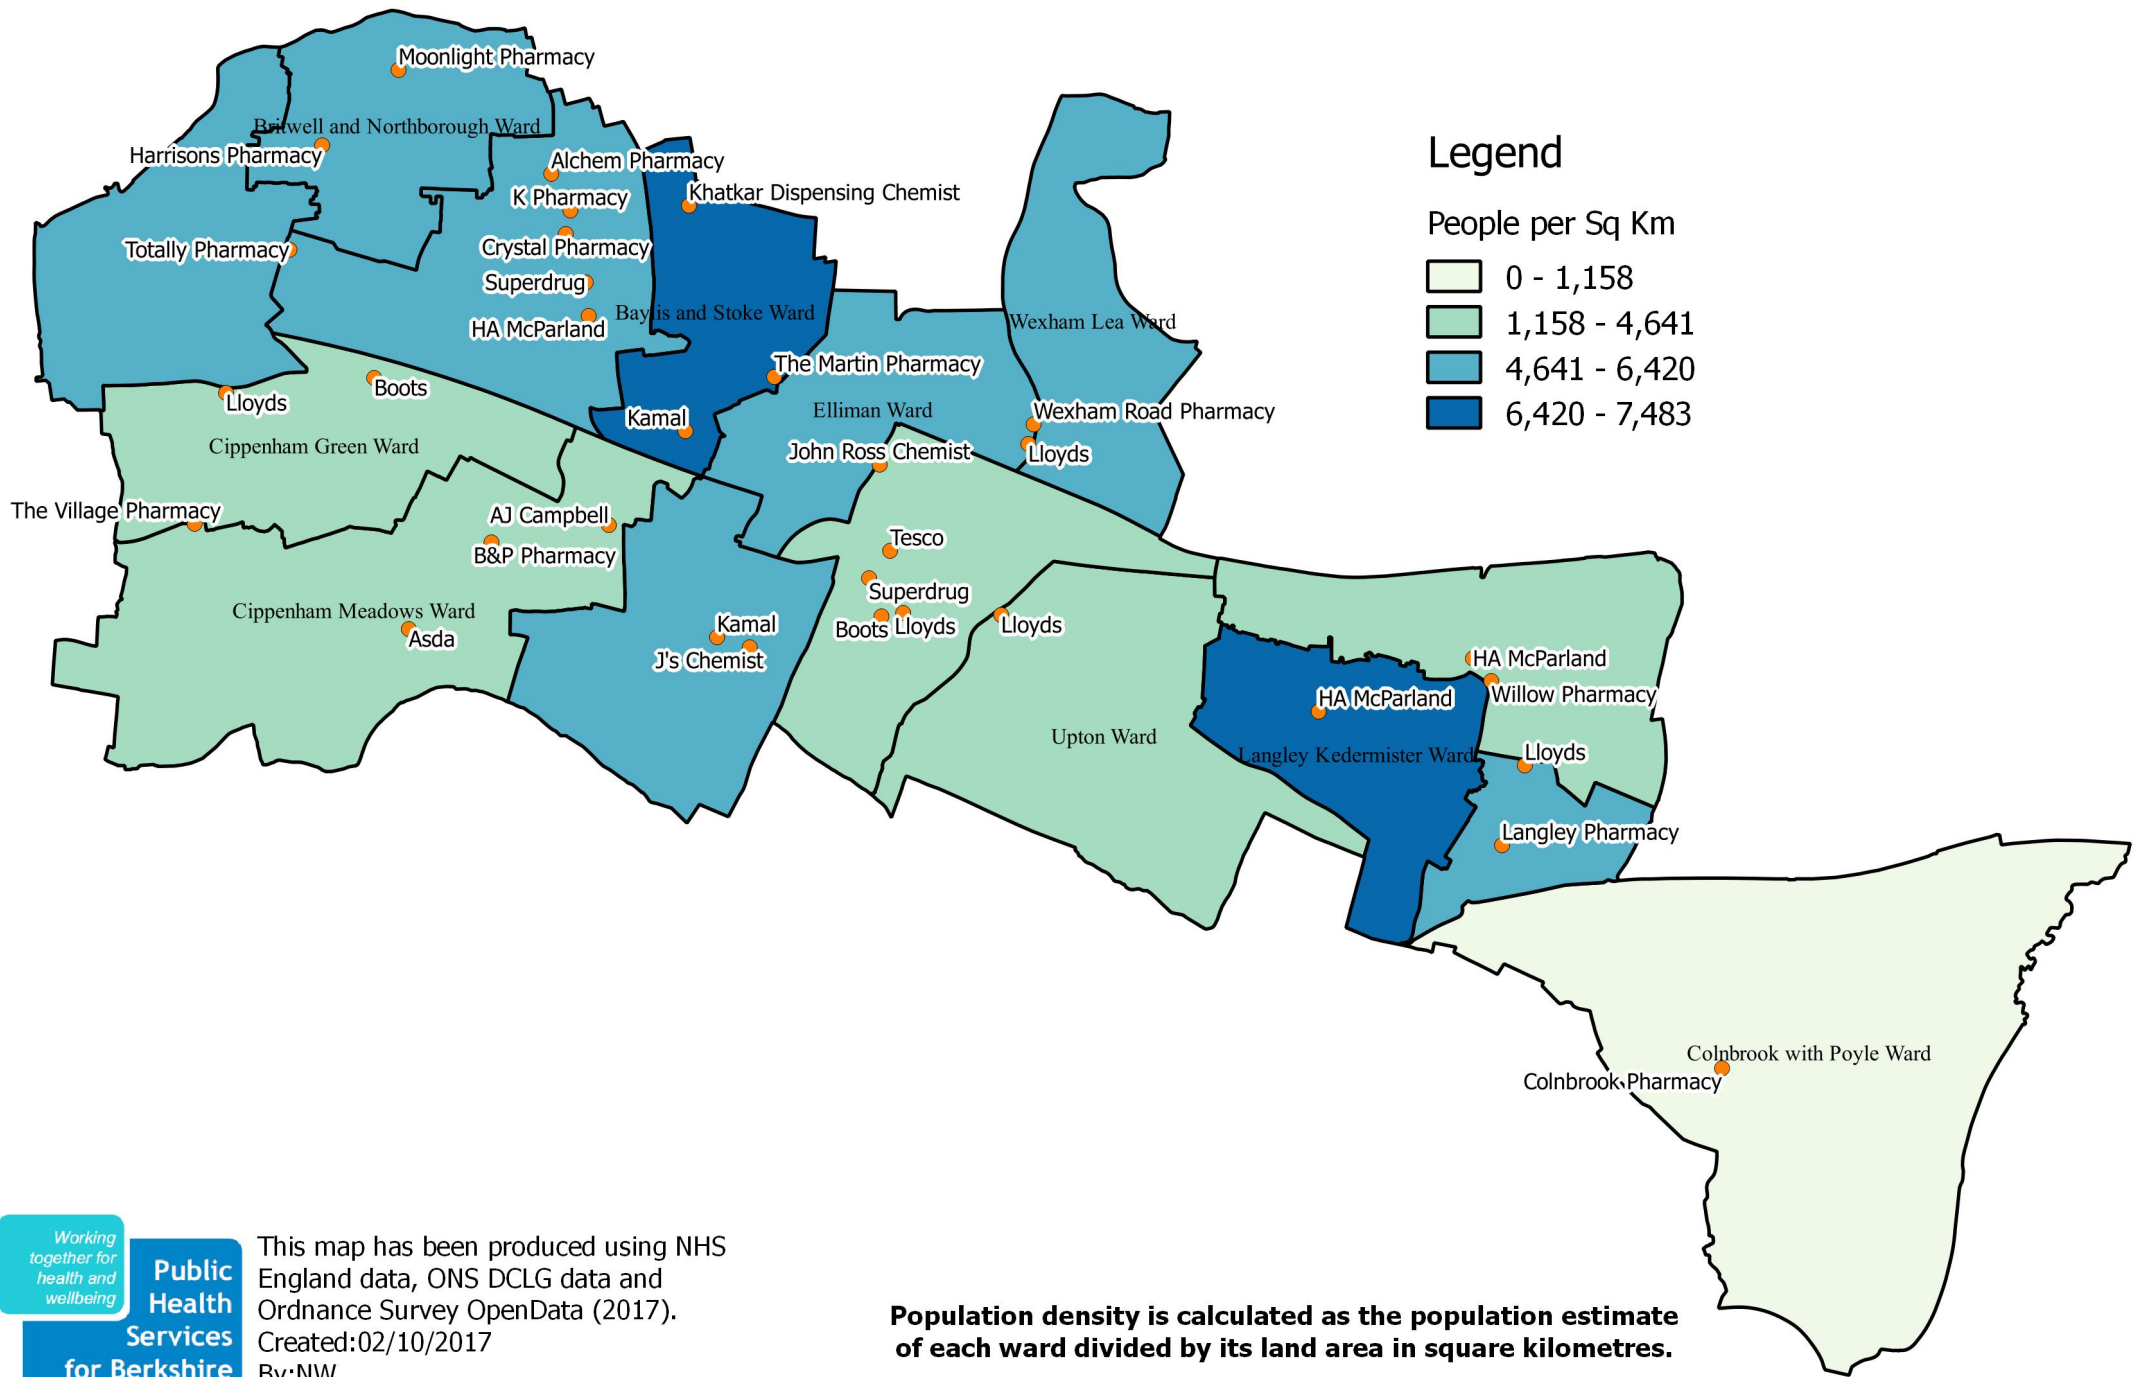 Moonlight Pharmacy
Britwell and Northborough Ward
Harrisons Pharmacy
Alchem Pharmacy
K Pharmacy
Khatkar Dispensing Chemist
Totally Pharmacy
Crystal Pharmacy
Superdrug
HA McParland
Baylis and Stoke Ward
Wexham Lea Ward
The Martin Pharmacy
Boots
Lloyds
Elliman Ward
Kamal
Wexham Road Pharmacy
Cippenham Green Ward
John Ross Chemist
Lloyds
The Village Pharmacy
AJ Campbell
B&P Pharmacy
Tesco
Superdrug
Cippenham Meadows Ward
Asda
Kamal
J's Chemist
Boots
Lloyds
Lloyds
HA McParland
Willow Pharmacy
HA McParland
Upton Ward
Langley Kedermister Ward
Lloyds
Langley Pharmacy
Colnbrook with Poyle Ward
Colnbrook Pharmacy
Legend
People per Sq Km
0 - 1,158
1,158 - 4,641
4,641 - 6,420
6,420 - 7,483
Working
together for
health and
wellbeing
Public
Health
Services
for Berkshire
This map has been produced using NHS
England data, ONS DCLG data and
Ordnance Survey OpenData (2017).
Created:02/10/2017
By:NW
Population density is calculated as the population estimate
of each ward divided by its land area in square kilometres.